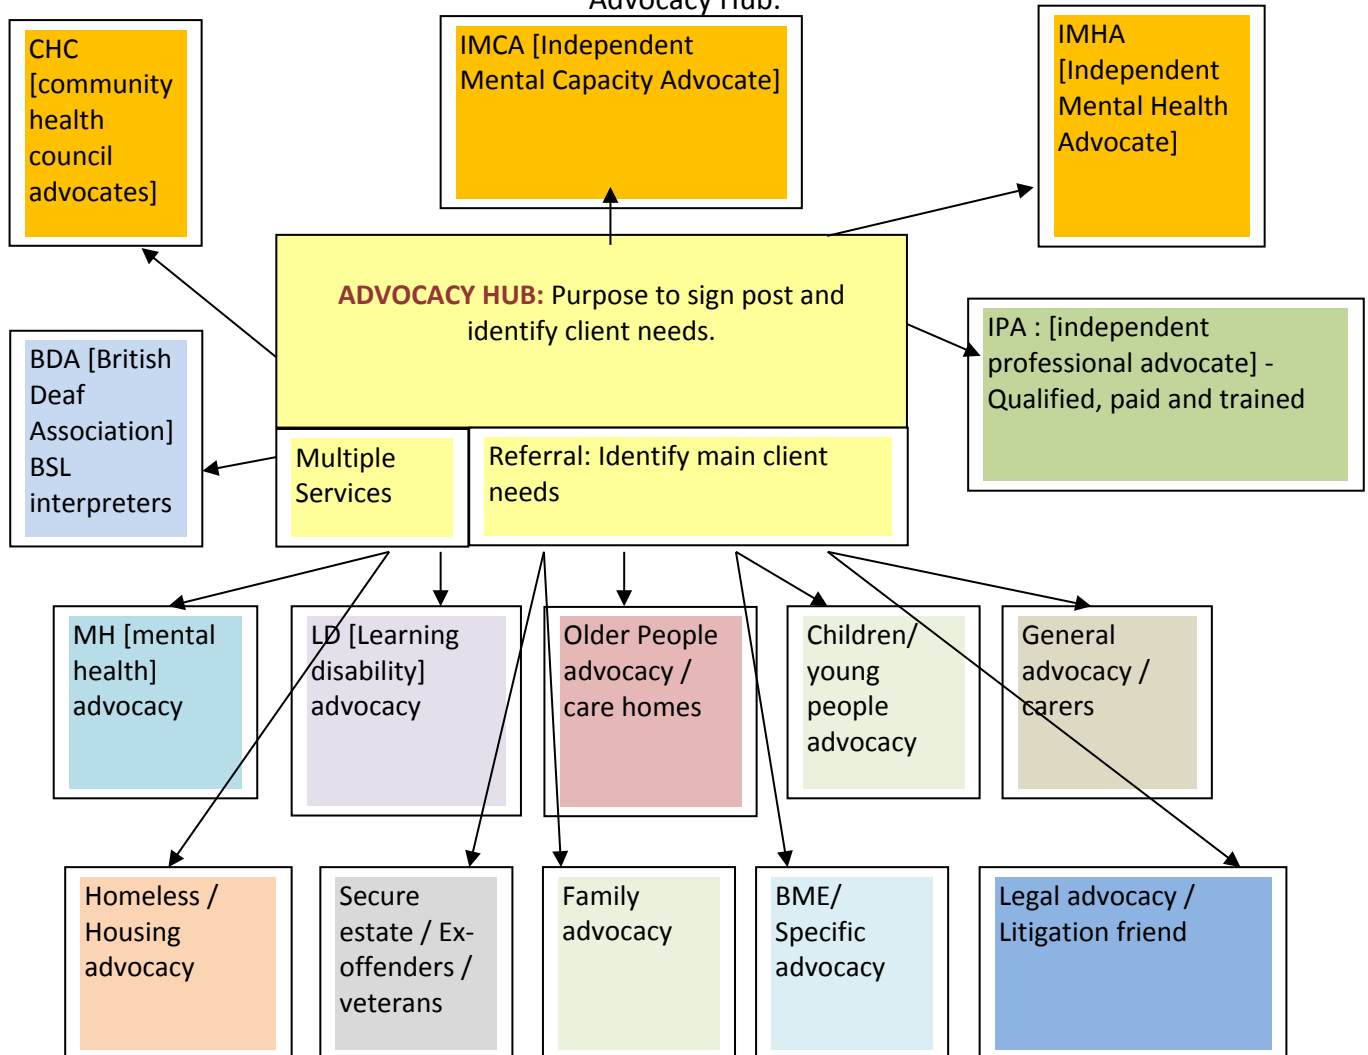 Advocacy Hub:
CHC
[community
health
council
advocates]
IMCA [Independent
Mental Capacity Advocate]
IMHA
[Independent
Mental Health
Advocate]
ADVOCACY HUB: Purpose to sign post and
identify client needs.
IPA : [independent
professional advocate] -
Qualified, paid and trained
BDA [British
Deaf
Association]
BSL
interpreters
Multiple
Services
Referral: Identify main client
needs
MH [mental
health]
advocacy
LD [Learning
disability]
advocacy
Older People
advocacy /
care homes
Children/
young
people
advocacy
General
advocacy /
carers
Homeless /
Housing
advocacy
Secure
estate / Ex-
offenders /
veterans
Family
advocacy
BME/
Specific
advocacy
Legal advocacy /
Litigation friend